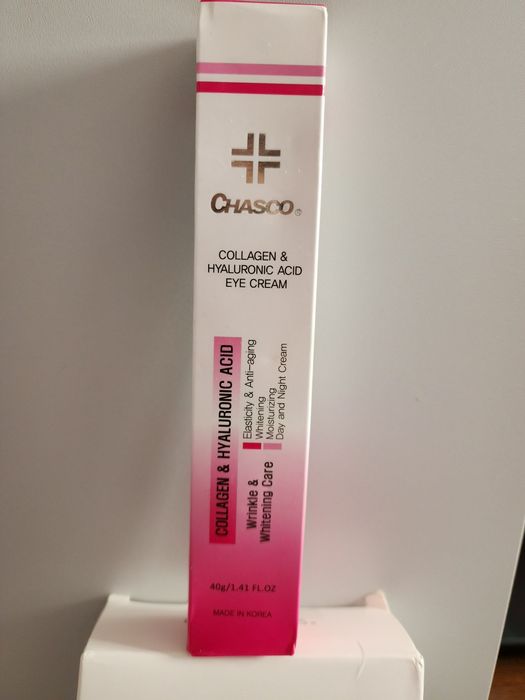 CHASCO®
COLLAGEN &
HYALURONIC ACID
EYE CREAM
COLLAGEN & HYALURONIC ACID
Elasticity & Anti-aging
Whitening
Moisturizing
Day and Night Cream
Wrinkle &
Whitening Care
40g/1.41 FL.OZ
MADE IN KOREA